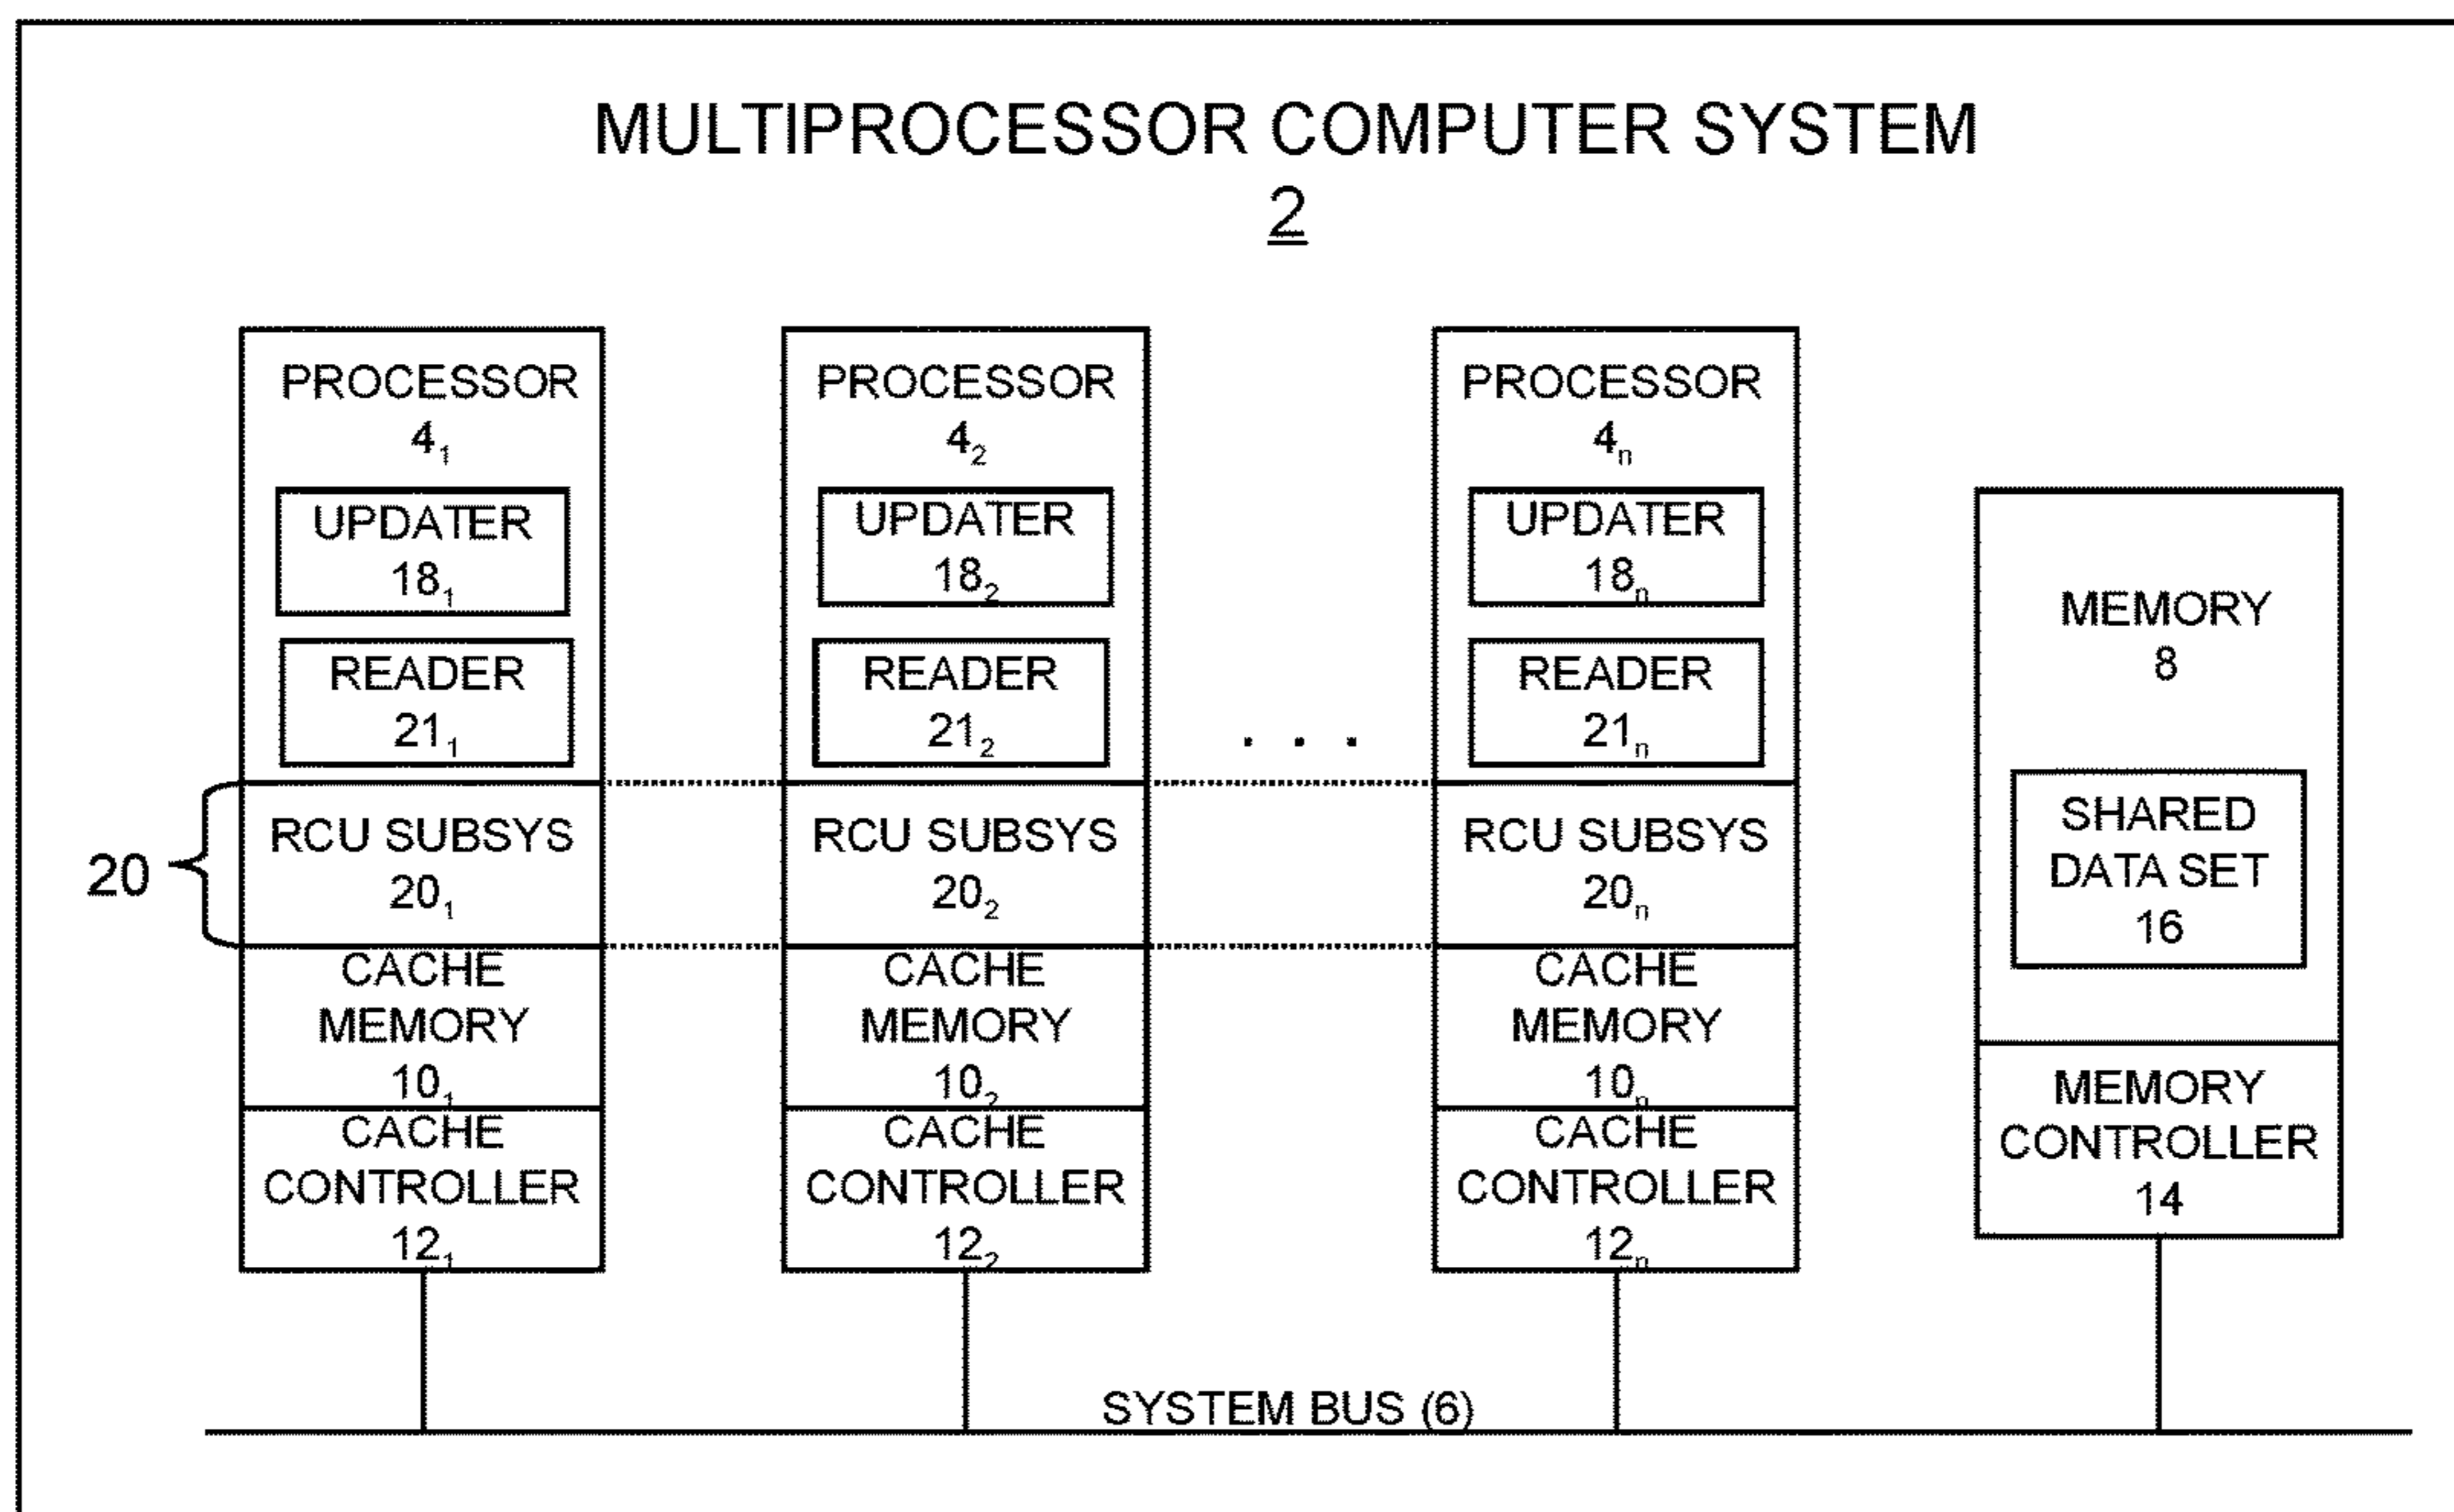 MULTIPROCESSOR COMPUTER SYSTEM
2
PROCESSOR
4₁
UPDATER
18₁
READER
21₁
RCU SUBSYS
20₁
CACHE
MEMORY
10₁
CACHE
CONTROLLER
12₁
20
PROCESSOR
4₂
UPDATER
18₂
READER
21₂
RCU SUBSYS
20₂
CACHE
MEMORY
10₂
CACHE
CONTROLLER
12₂
. . .
PROCESSOR
4ₙ
UPDATER
18ₙ
READER
21ₙ
RCU SUBSYS
20ₙ
CACHE
MEMORY
10ₙ
CACHE
CONTROLLER
12ₙ
MEMORY
8
SHARED
DATA SET
16
MEMORY
CONTROLLER
14
SYSTEM BUS (6)